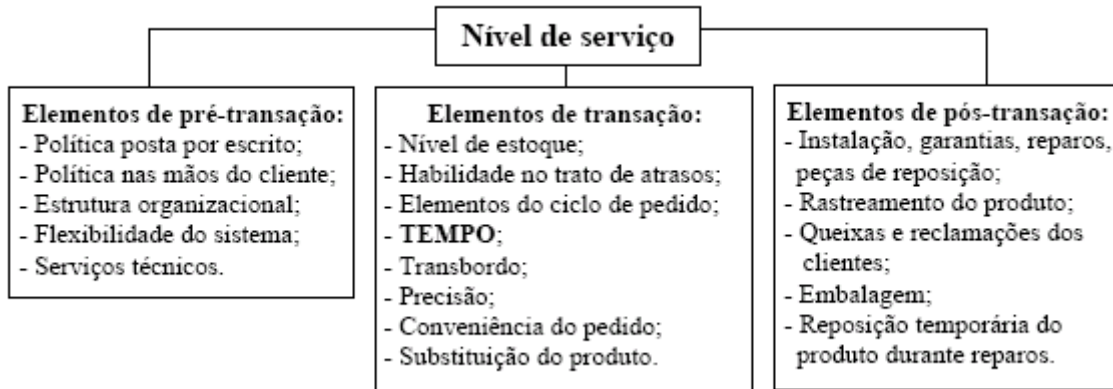 Nível de serviço
Elementos de pré-transação:
- Política posta por escrito;
- Política nas mãos do cliente;
- Estrutura organizacional;
- Flexibilidade do sistema;
- Serviços técnicos.
Elementos de transação:
- Nível de estoque;
- Habilidade no trato de atrasos;
- Elementos do ciclo de pedido;
- TEMPO;
- Transbordo;
- Precisão;
- Conveniência do pedido;
- Substituição do produto.
Elementos de pós-transação:
- Instalação, garantias, reparos,
peças de reposição;
- Rastreamento do produto;
- Queixas e reclamações dos
clientes;
- Embalagem;
- Reposição temporária do
produto durante reparos.